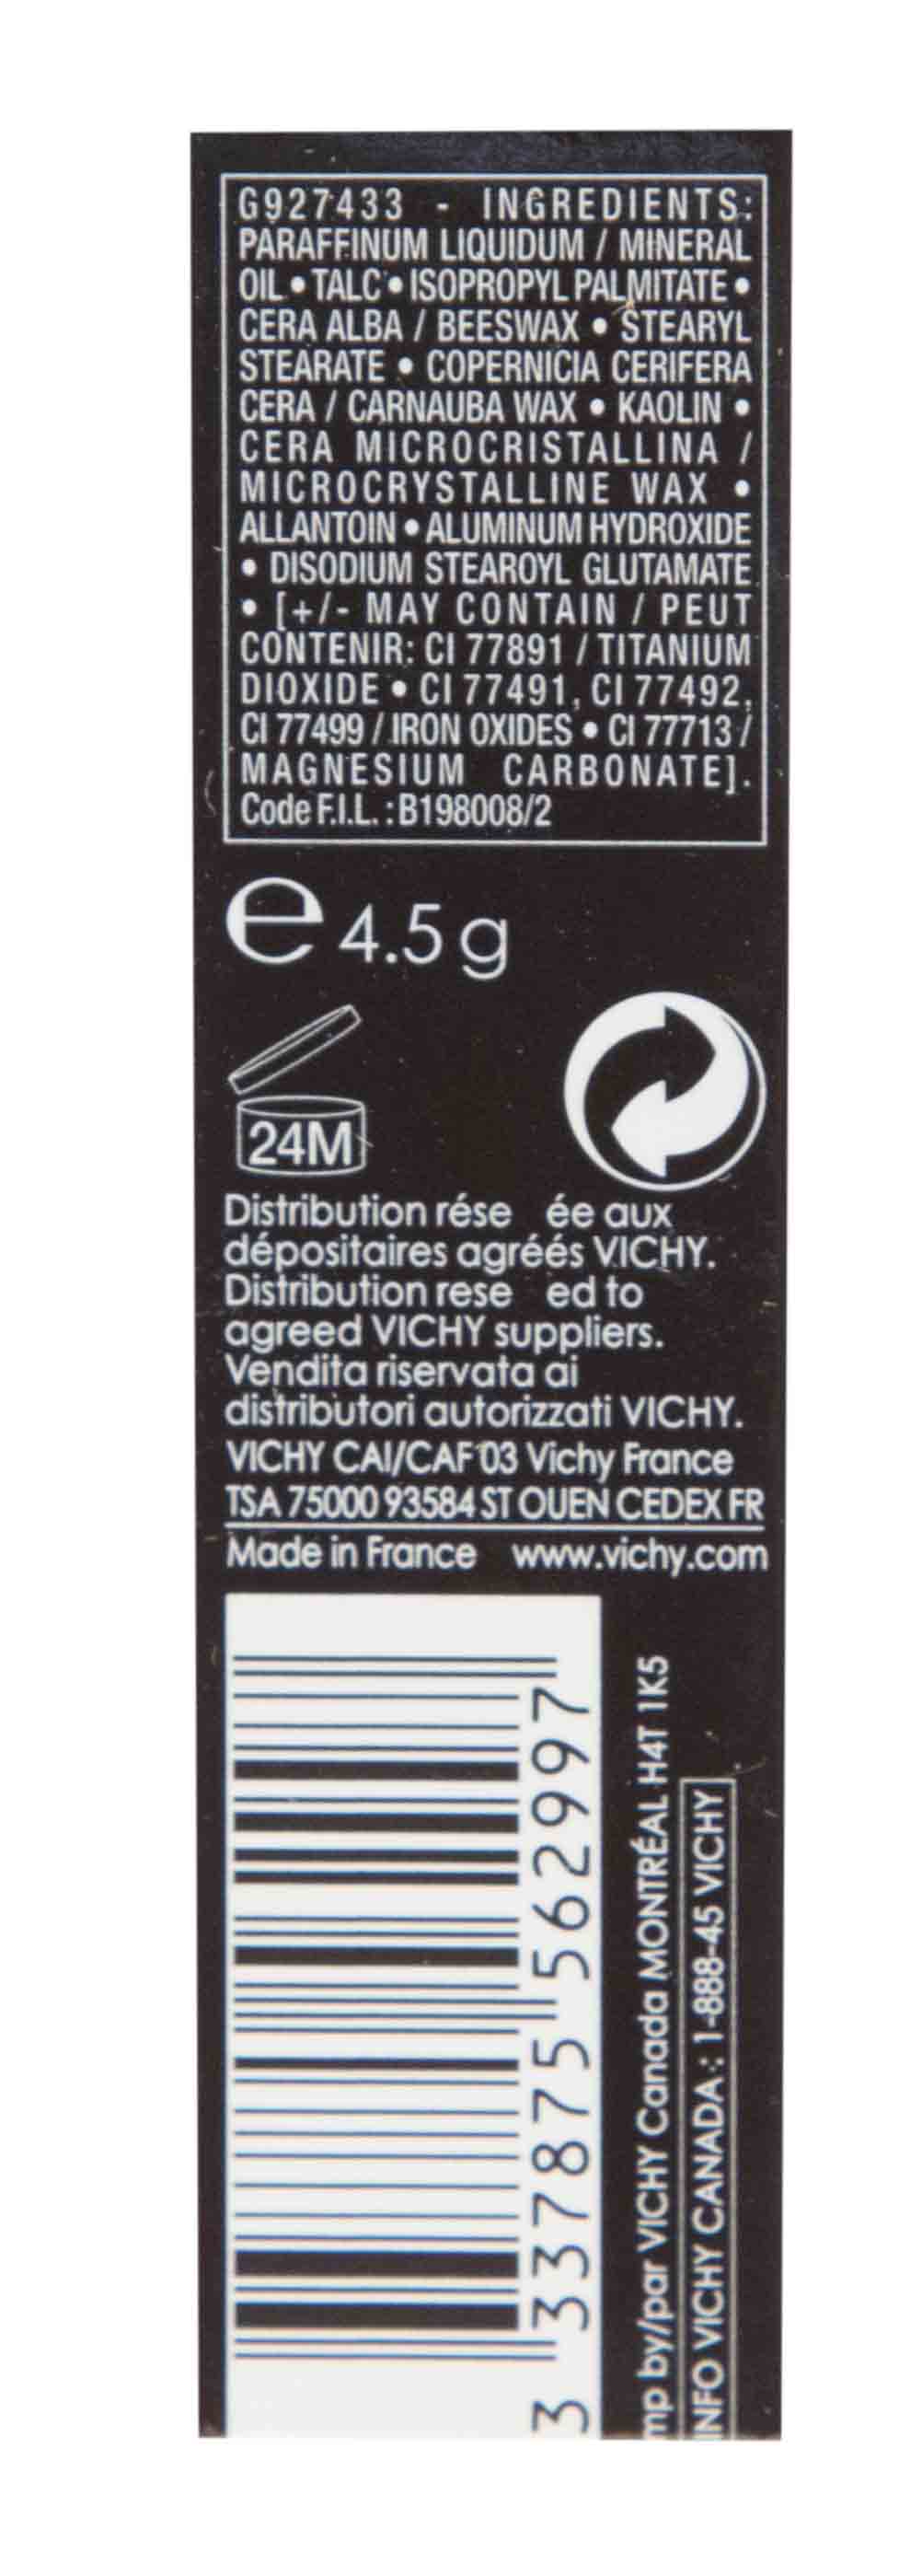 G927433 - INGREDIENTS:
PARAFFINUM LIQUIDUM / MINERAL
OIL • TALC • ISOPROPYL PALMITATE •
CERA ALBA / BEESWAX • STEARYL
STEARATE • COPERNICIA CERIFERA
CERA / CARNAUBA WAX • KAOLIN •
CERA MICROCRISTALLINA /
MICROCRYSTALLINE WAX •
ALLANTOIN • ALUMINUM HYDROXIDE
• DISODIUM STEAROYL GLUTAMATE
• [+/- MAY CONTAIN / PEUT
CONTENIR: CI 77891 / TITANIUM
DIOXIDE • CI 77491, CI 77492,
CI 77499 / IRON OXIDES • CI 77713 /
MAGNESIUM CARBONATE].
Code F.I.L. : B198008/2
e 4.5 g
24M
Distribution rése ée aux
dépositaires agréés VICHY.
Distribution rese ed to
agreed VICHY suppliers.
Vendita riservata ai
distributori autorizzati VICHY.
VICHY CAI/CAF 03 Vichy France
TSA 75000 93584 ST OUEN CEDEX FR
Made in France www.vichy.com
3 337875 562997
mp by/par VICHY Canada MONTRÉAL H4T 1K5
INFO VICHY CANADA : 1-888-45 VICHY